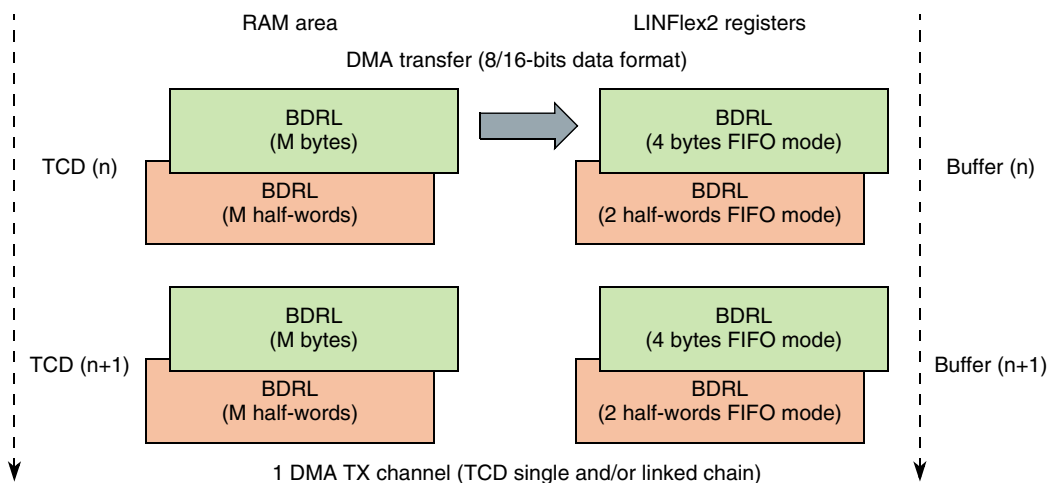 RAM area
LINFlex2 registers
DMA transfer (8/16-bits data format)
BDRL
(M bytes)
BDRL
(4 bytes FIFO mode)
TCD (n)
Buffer (n)
BDRL
(M half-words)
BDRL
(2 half-words FIFO mode)
BDRL
(M bytes)
BDRL
(4 bytes FIFO mode)
TCD (n+1)
Buffer (n+1)
BDRL
(M half-words)
BDRL
(2 half-words FIFO mode)
1 DMA TX channel (TCD single and/or linked chain)